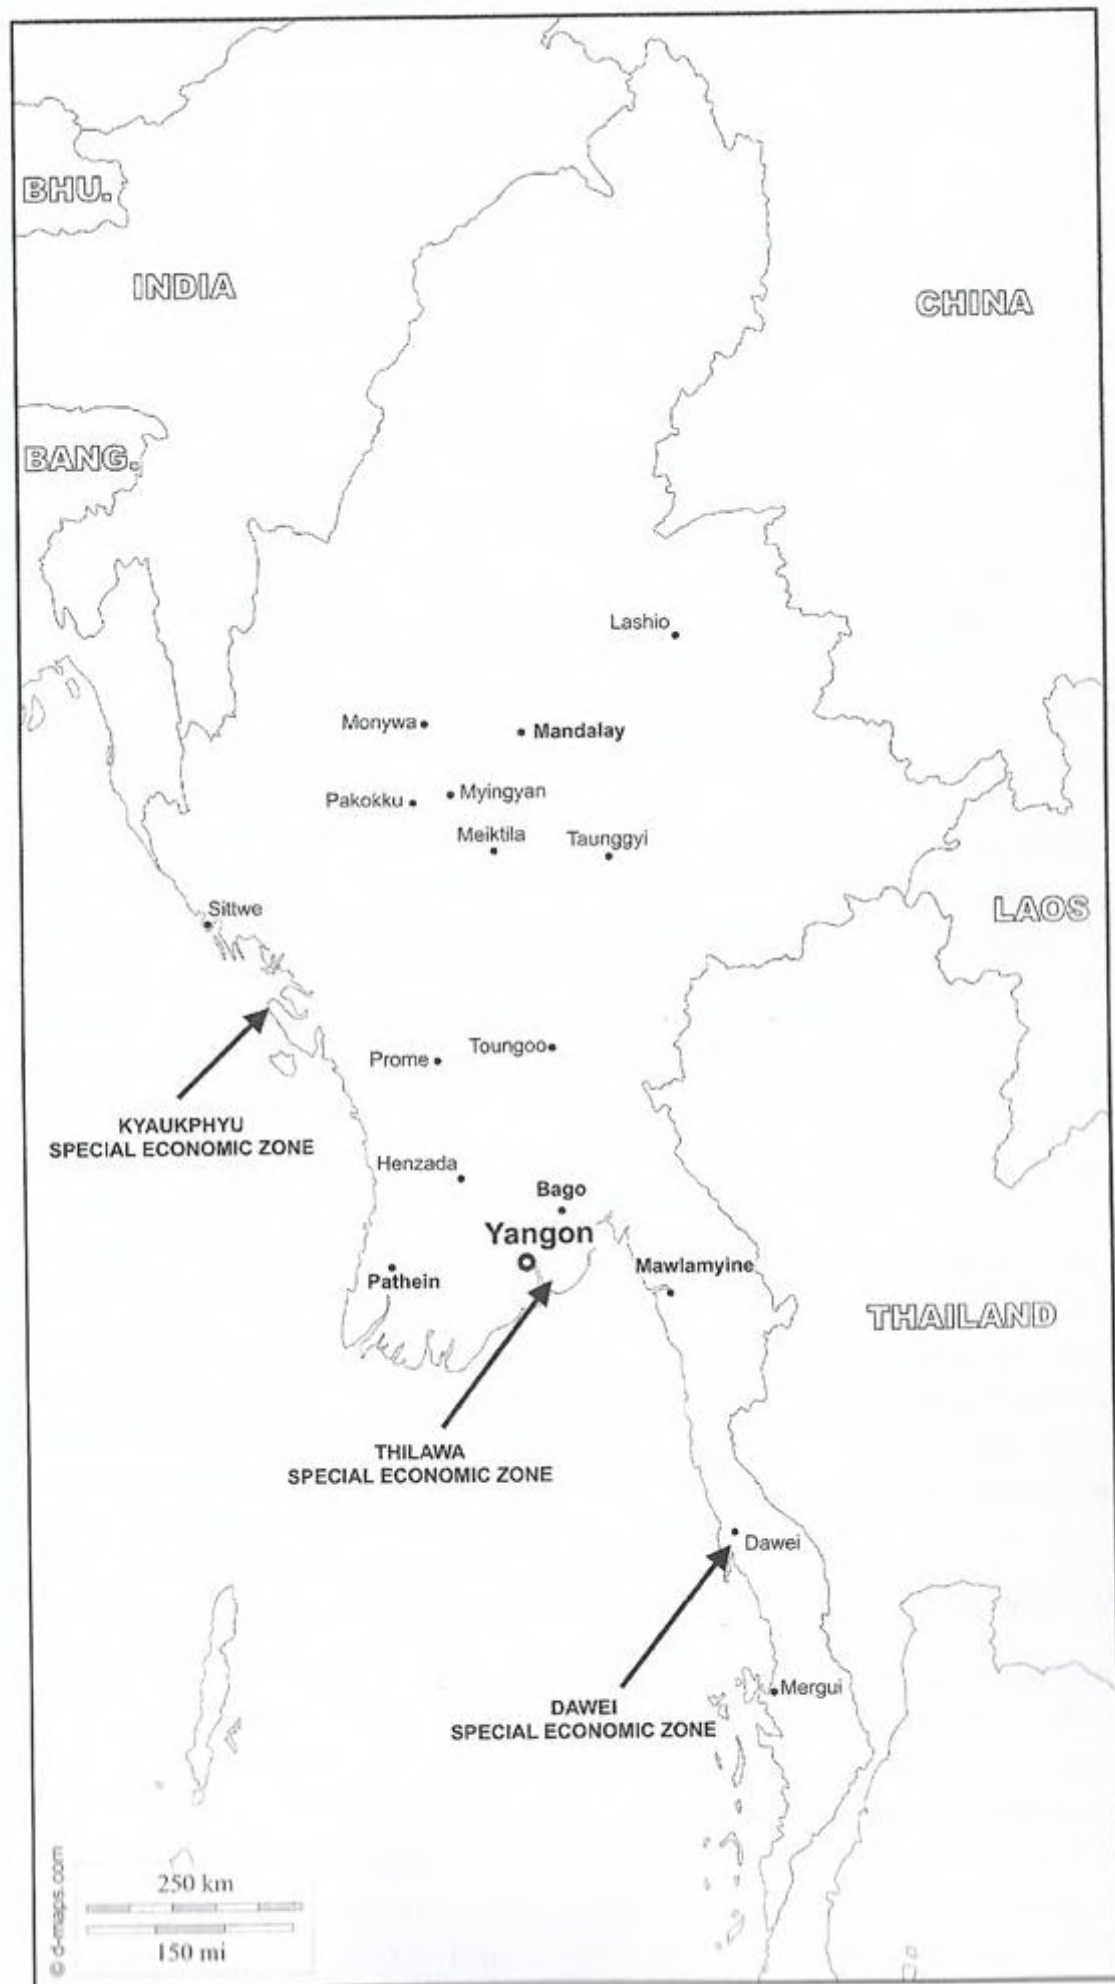 BHU.
INDIA
CHINA
BANG.
Lashio
Monywa
Mandalay
Pakokku
Myingyan
Meiktila
Taunggyi
Sittwe
LAOS
Prome
Toungoo
KYAUKPHYU
SPECIAL ECONOMIC ZONE
Henzada
Bago
Yangon
Pathein
Mawlamyine
THAILAND
THILAWA
SPECIAL ECONOMIC ZONE
Dawei
DAWEI
SPECIAL ECONOMIC ZONE
Mergui
250 km
150 mi
© d-maps.com